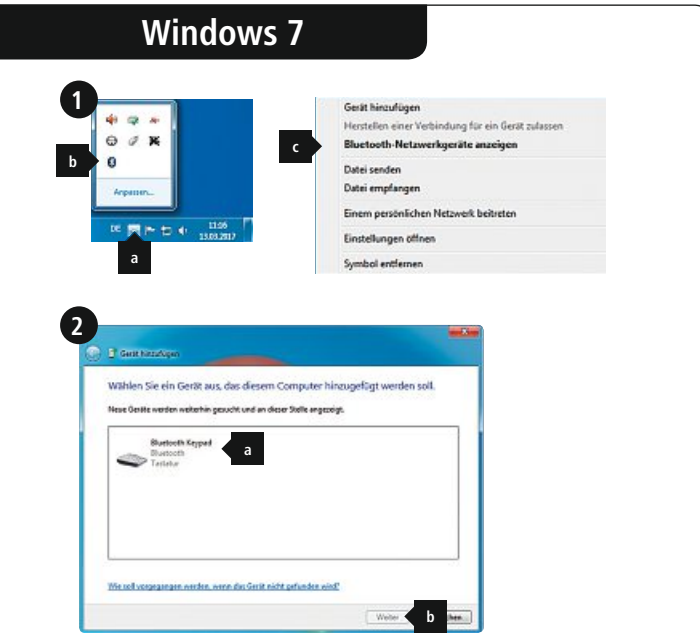 Windows 7
1
b
Anpassen...
DE
11:06
13.03.2017
a
c
Gerät hinzufügen
Herstellen einer Verbindung für ein Gerät zulassen
Bluetooth-Netzwerkgeräte anzeigen
Datei senden
Datei empfangen
Einem persönlichen Netzwerk beitreten
Einstellungen öffnen
Symbol entfernen
2
Gerät hinzufügen
Wählen Sie ein Gerät aus, das diesem Computer hinzugefügt werden soll.
Neue Geräte werden weiterhin gesucht und an dieser Stelle angezeigt.
Bluetooth Keypad
Bluetooth
Tastatur
a
Wie soll vorgegangen werden, wenn das Gerät nicht gefunden wird?
Weiter
b
hen...